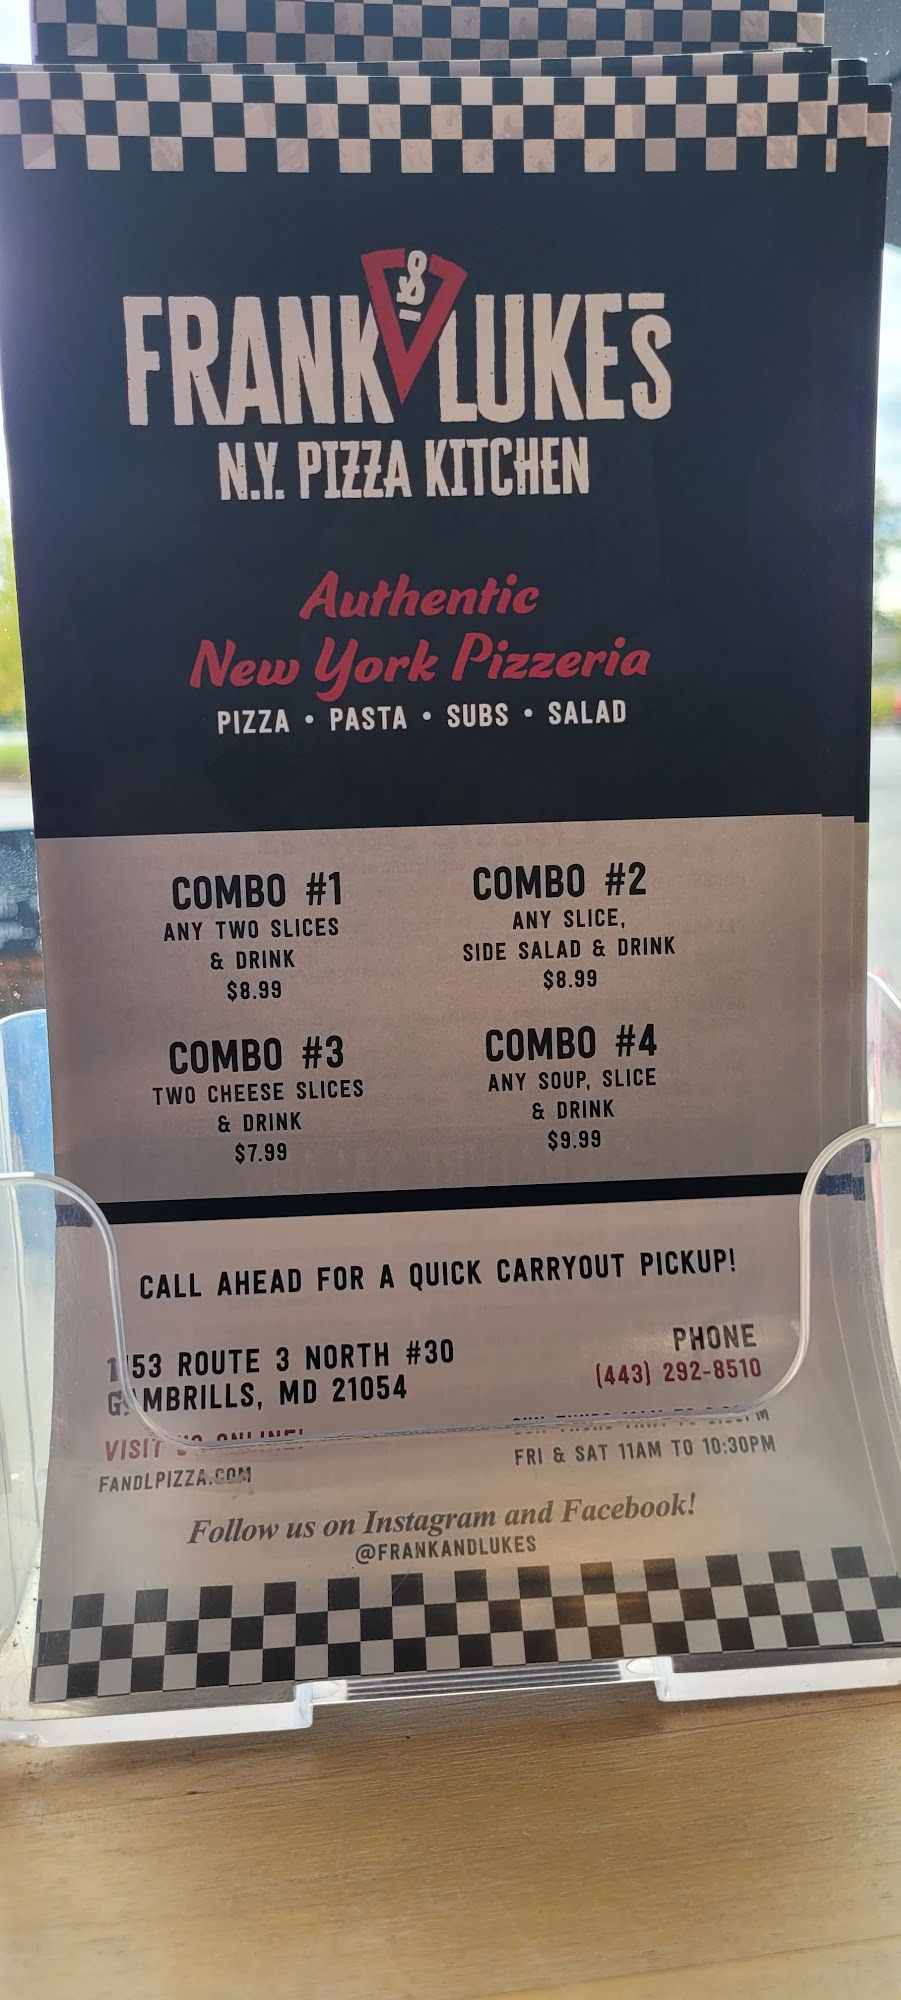 FRANK & LUKE'S
N.Y. PIZZA KITCHEN
Authentic
New York Pizzeria
PIZZA • PASTA • SUBS • SALAD
COMBO #1
ANY TWO SLICES
& DRINK
$8.99
COMBO #2
ANY SLICE,
SIDE SALAD & DRINK
$8.99
COMBO #3
TWO CHEESE SLICES
& DRINK
$7.99
COMBO #4
ANY SOUP, SLICE
& DRINK
$9.99
CALL AHEAD FOR A QUICK CARRYOUT PICKUP!
ROUTE 3 NORTH #30
GAMBRILLS, MD 21054
VISIT US ONLINE!
FANDLPIZZA.COM
PHONE
(443) 292-8510
FRI & SAT 11AM TO 10:30PM
Follow us on Instagram and Facebook!
@FRANKANDLUKES